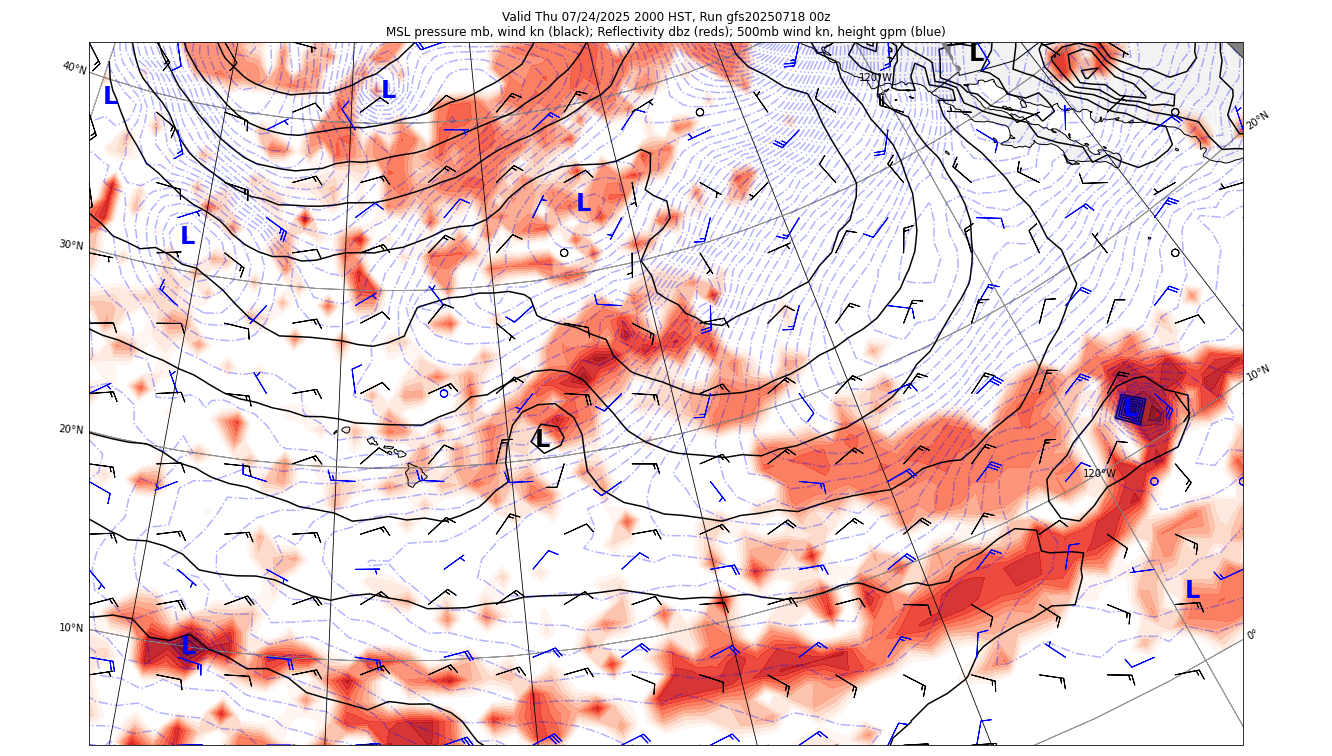 Valid Thu 07/24/2025 2000 HST, Run gfs20250718 00z
MSL pressure mb, wind kn (black); Reflectivity dbz (reds); 500mb wind kn, height gpm (blue)
L
40°N
120°W
L
L
20°N
L
L
30°N
10°N
L
20°N
L
120°W
L
10°N
0°
L